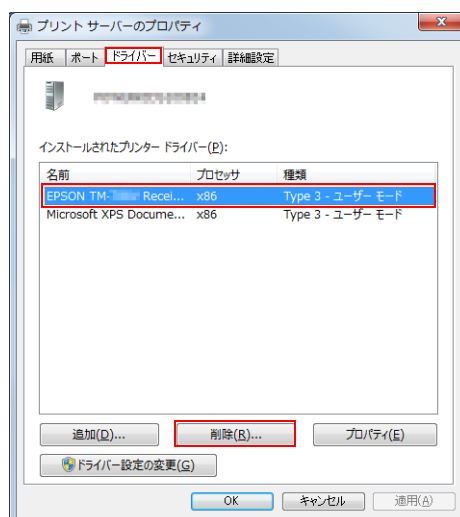 プリント サーバーのプロパティ
用紙 ポート ドライバー セキュリティ 詳細設定
インストールされたプリンター ドライバー(P):
名前 プロセッサ 種類
EPSON TM- Recei... x86 Type 3 - ユーザー モード
Microsoft XPS Docume... x86 Type 3 - ユーザー モード
追加(D)... 削除(R)... プロパティ(E)
ドライバー設定の変更(G)
OK キャンセル 適用(A)